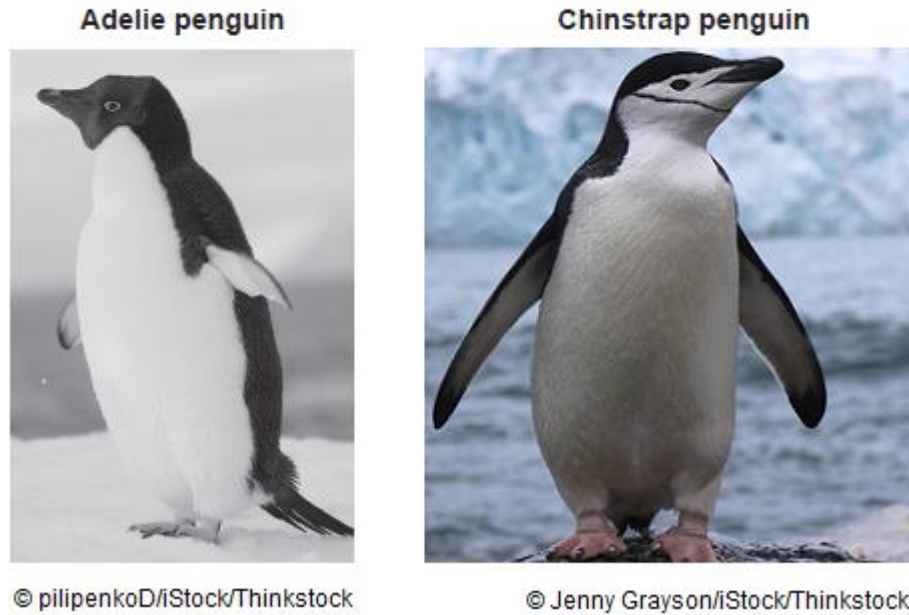 Adelie penguin
Chinstrap penguin
© pilipenkoD/iStock/Thinkstock
© Jenny Grayson/iStock/Thinkstock